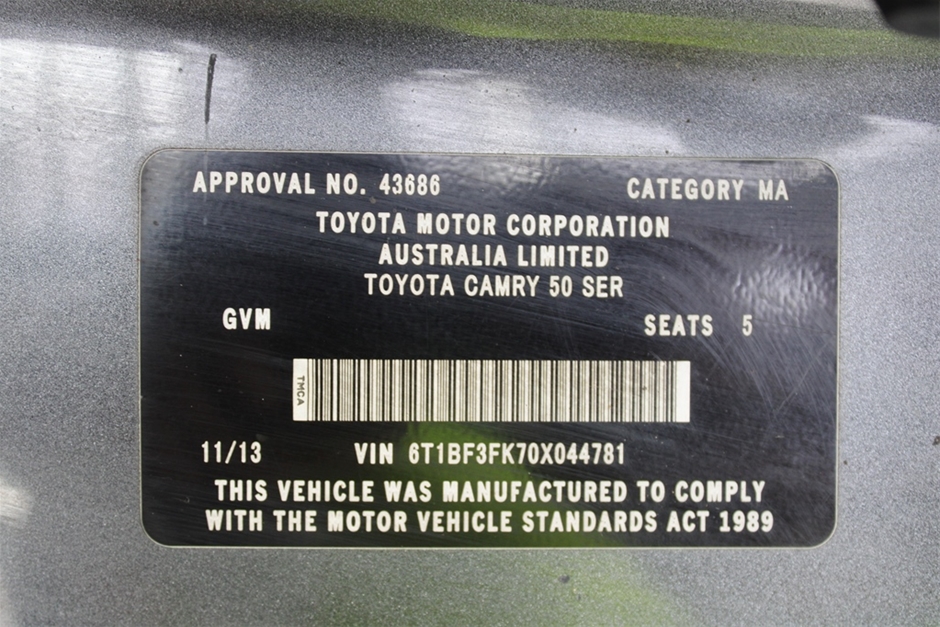 APPROVAL NO. 43686 CATEGORY MA
TOYOTA MOTOR CORPORATION
AUSTRALIA LIMITED
TOYOTA CAMRY 50 SER
GVM SEATS 5
TMCA
11/13 VIN 6T1BF3FK70X044781
THIS VEHICLE WAS MANUFACTURED TO COMPLY
WITH THE MOTOR VEHICLE STANDARDS ACT 1989